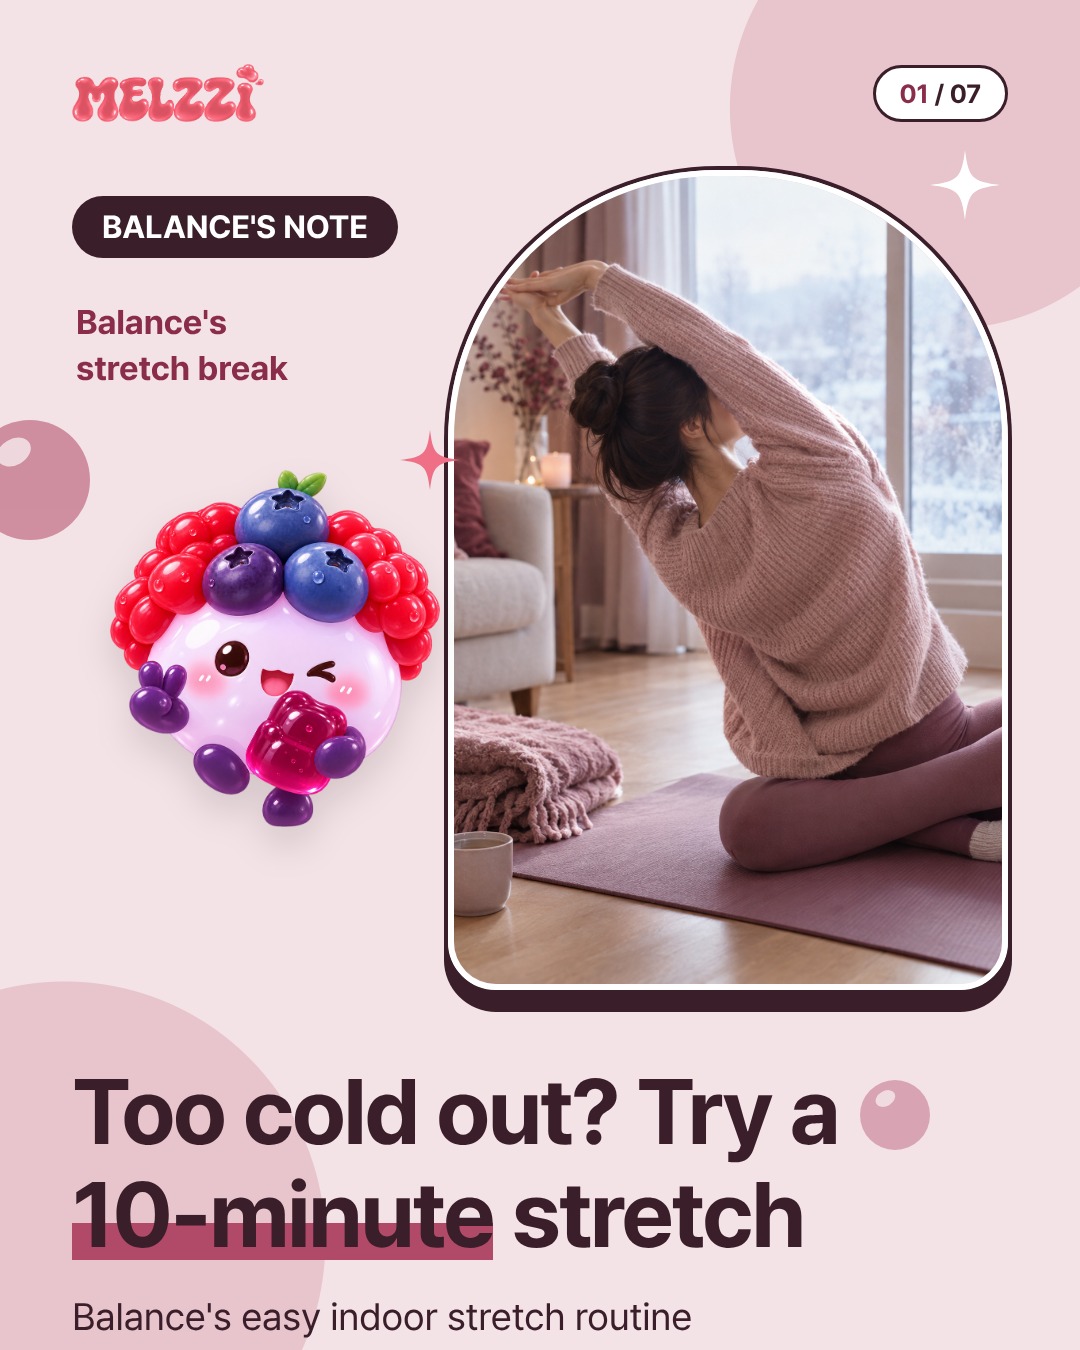 MELZZI
01 / 07
BALANCE'S NOTE
Balance's
stretch break
Too cold out? Try a
10-minute stretch
Balance's easy indoor stretch routine